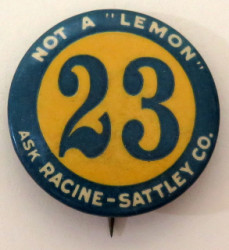 NOT A "LEMON"
23
ASK RACINE-SATTLEY CO.